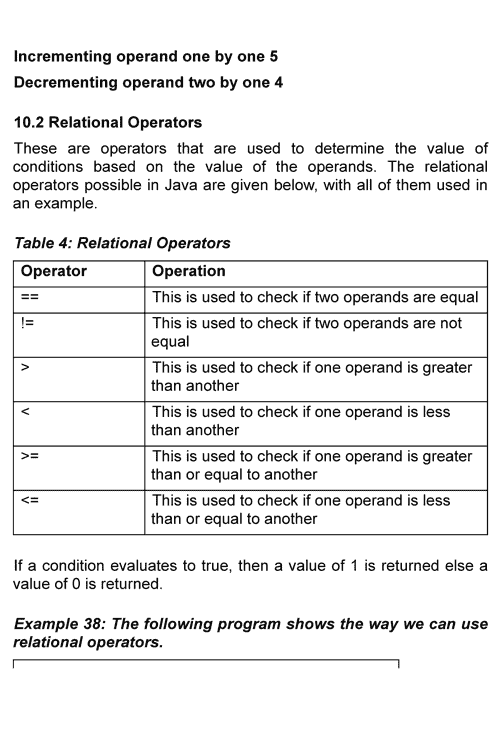 Incrementing operand one by one 5
Decrementing operand two by one 4
10.2 Relational Operators
These are operators that are used to determine the value of
conditions based on the value of the operands. The relational
operators possible in Java are given below, with all of them used in
an example.
Table 4: Relational Operators
Operator Operation
== This is used to check if two operands are equal
!= This is used to check if two operands are not
equal
> This is used to check if one operand is greater
than another
< This is used to check if one operand is less
than another
>= This is used to check if one operand is greater
than or equal to another
<= This is used to check if one operand is less
than or equal to another
If a condition evaluates to true, then a value of 1 is returned else a
value of 0 is returned.
Example 38: The following program shows the way we can use
relational operators.